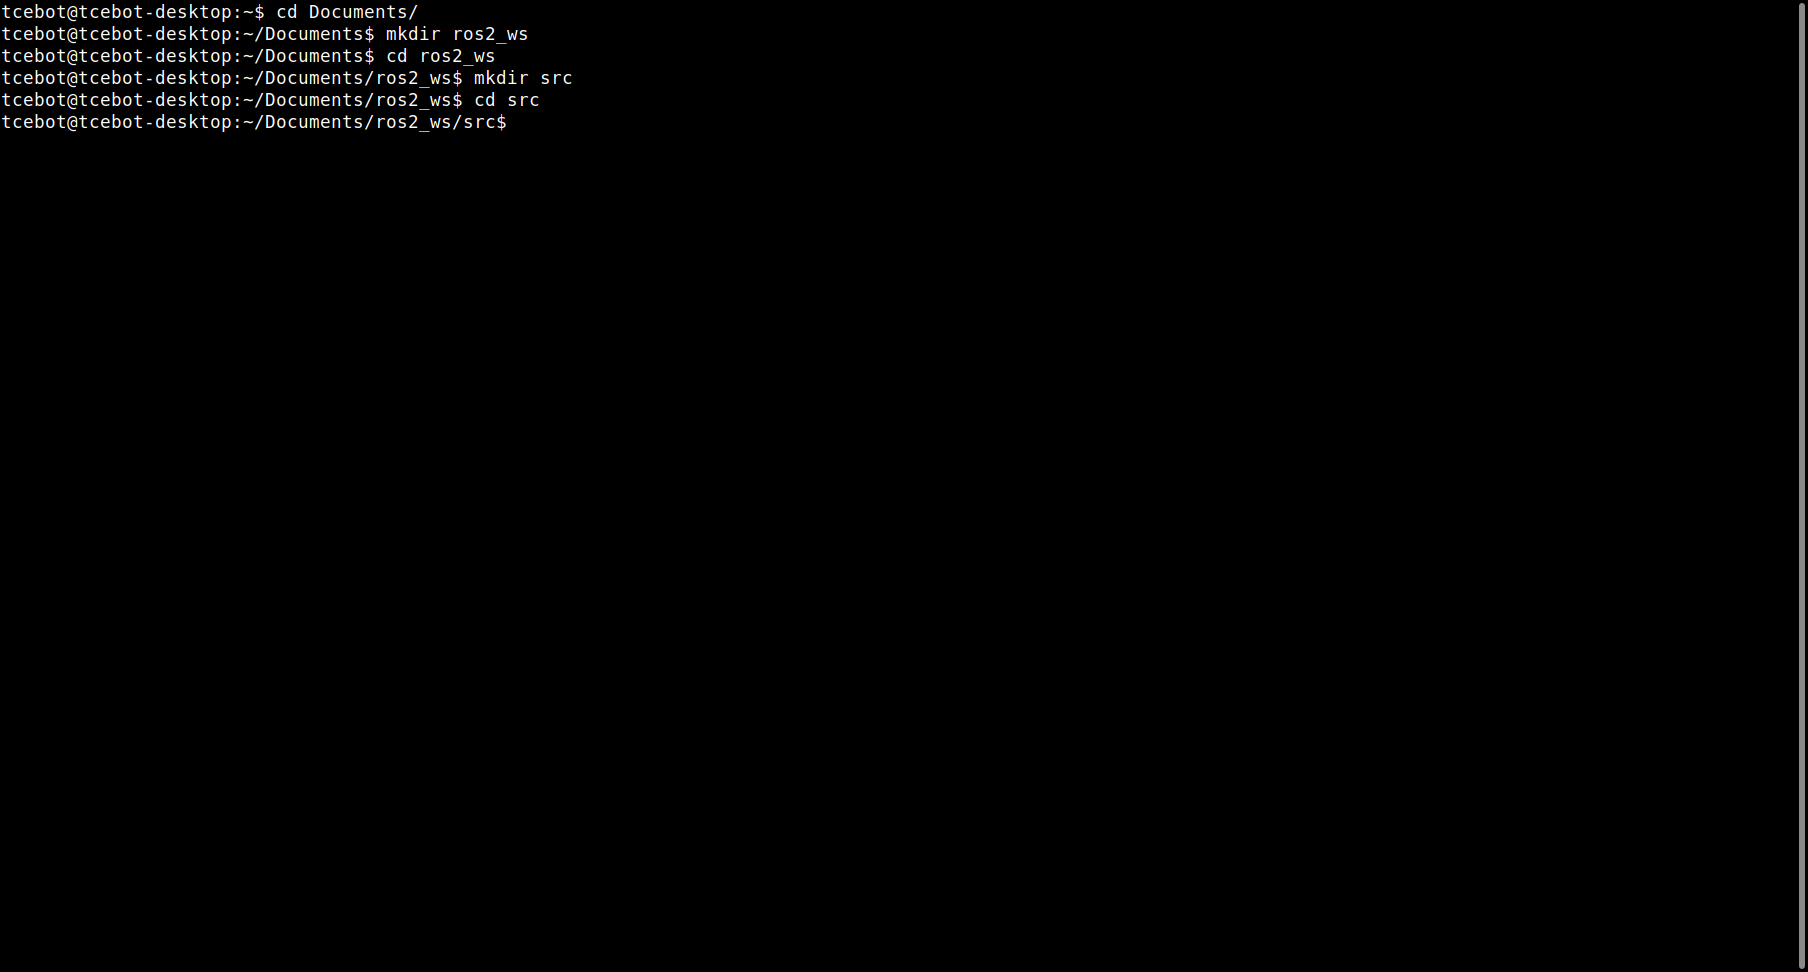 tcebot@tcebot-desktop:~$ cd Documents/
tcebot@tcebot-desktop:~/Documents$ mkdir ros2_ws
tcebot@tcebot-desktop:~/Documents$ cd ros2_ws
tcebot@tcebot-desktop:~/Documents/ros2_ws$ mkdir src
tcebot@tcebot-desktop:~/Documents/ros2_ws$ cd src
tcebot@tcebot-desktop:~/Documents/ros2_ws/src$